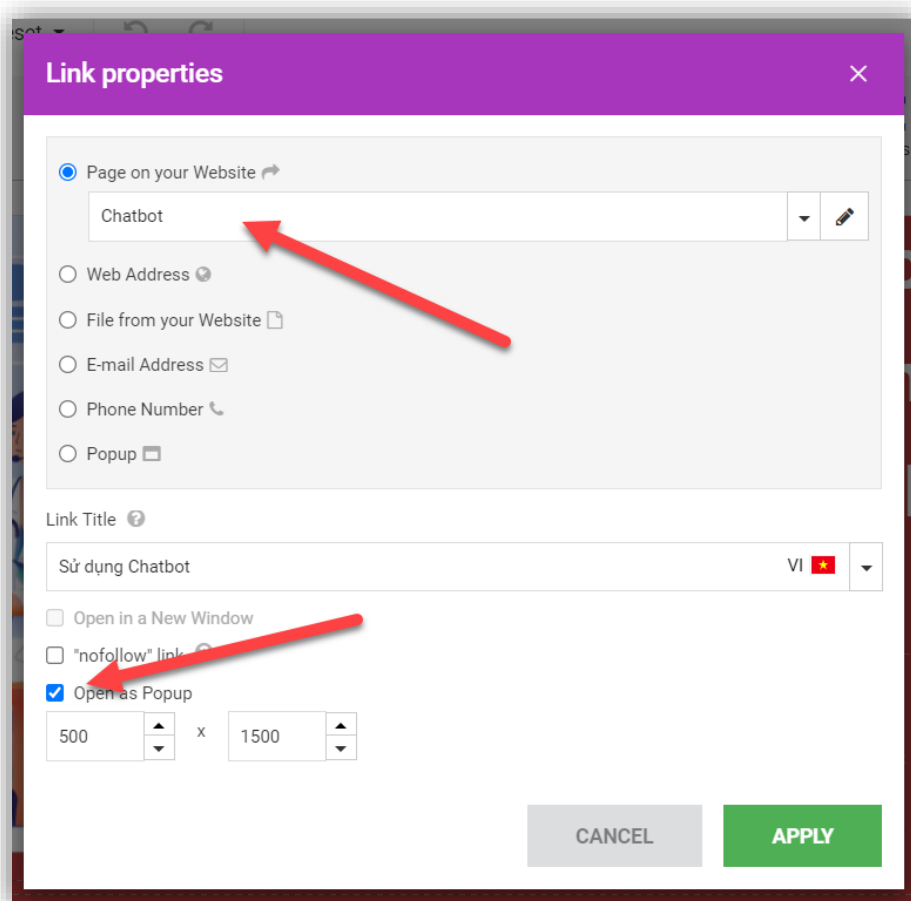 Link properties
Page on your Website
Chatbot
Web Address
File from your Website
E-mail Address
Phone Number
Popup
Link Title
Sử dụng Chatbot VI
Open in a New Window
"nofollow" link
Open as Popup
500 x 1500
CANCEL APPLY